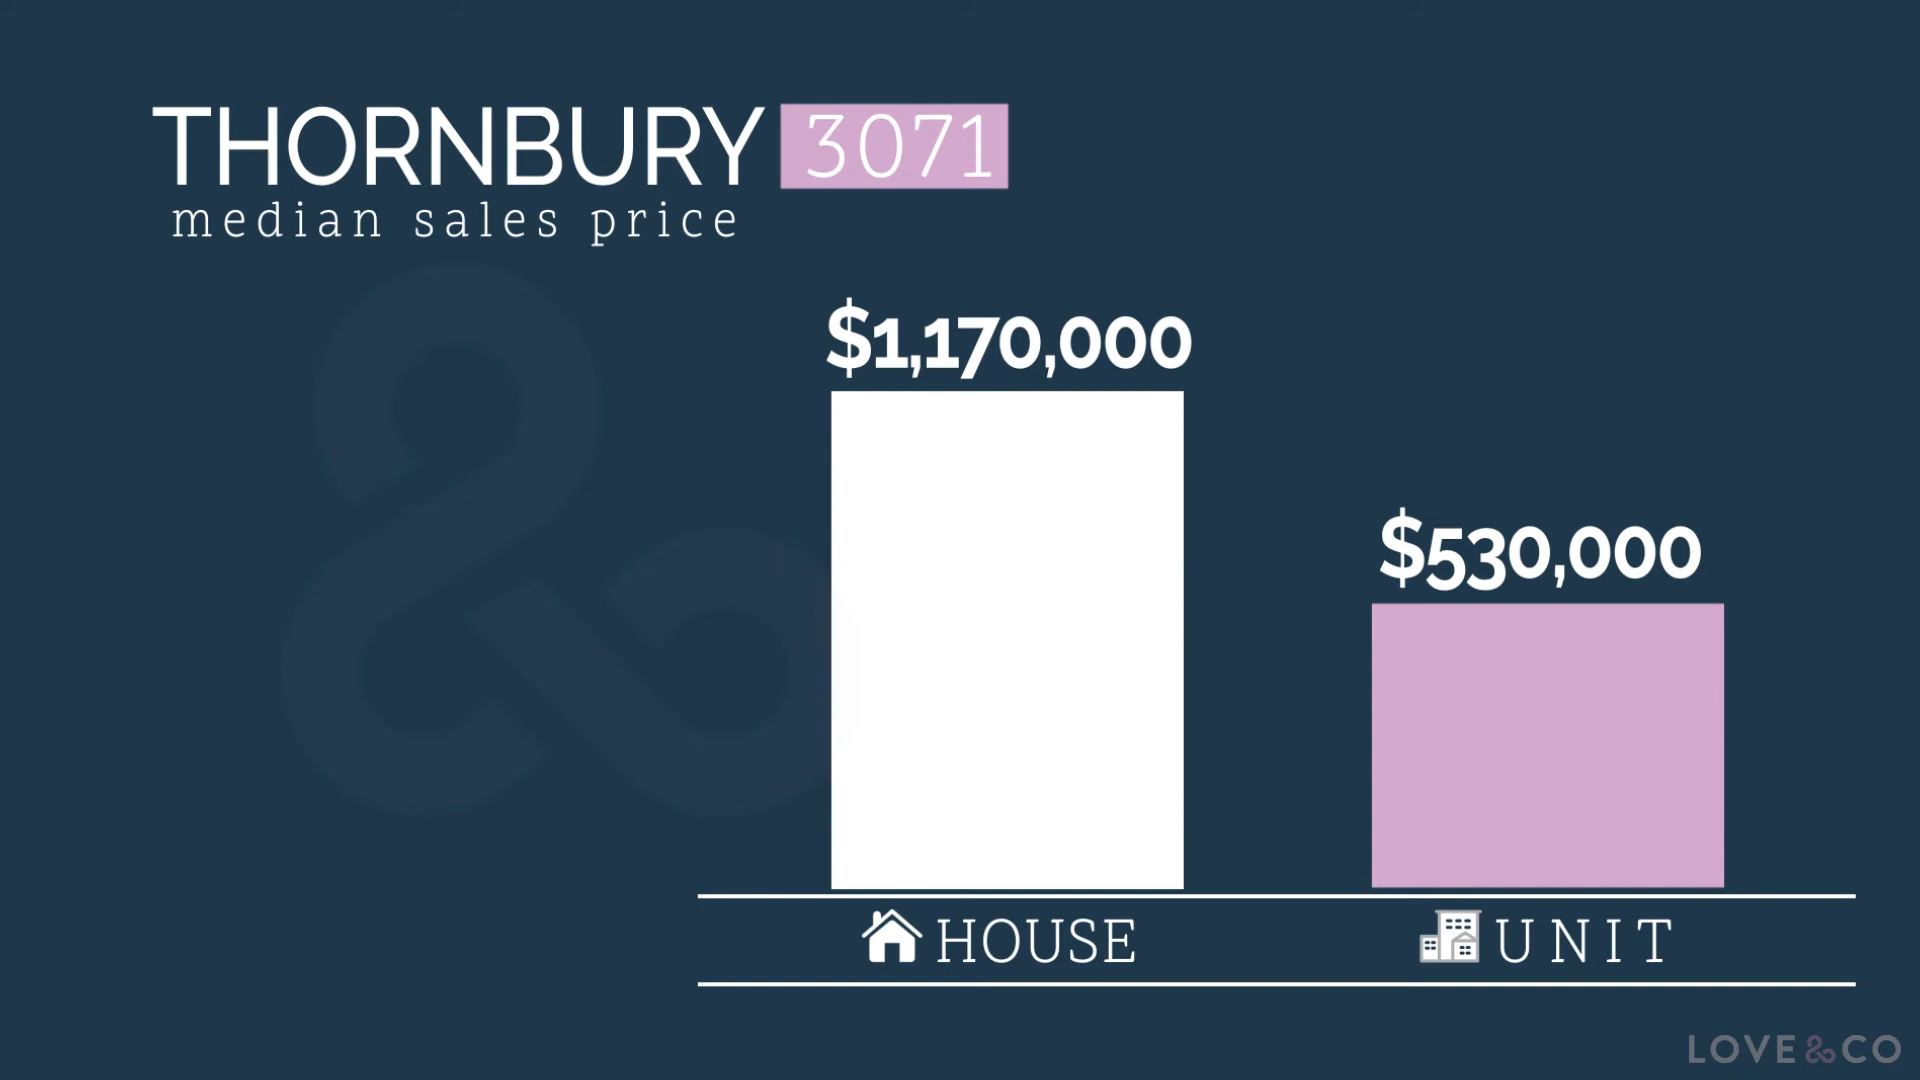 THORNBURY 3071
median sales price
$1,170,000
$530,000
HOUSE
UNIT
LOVE & CO